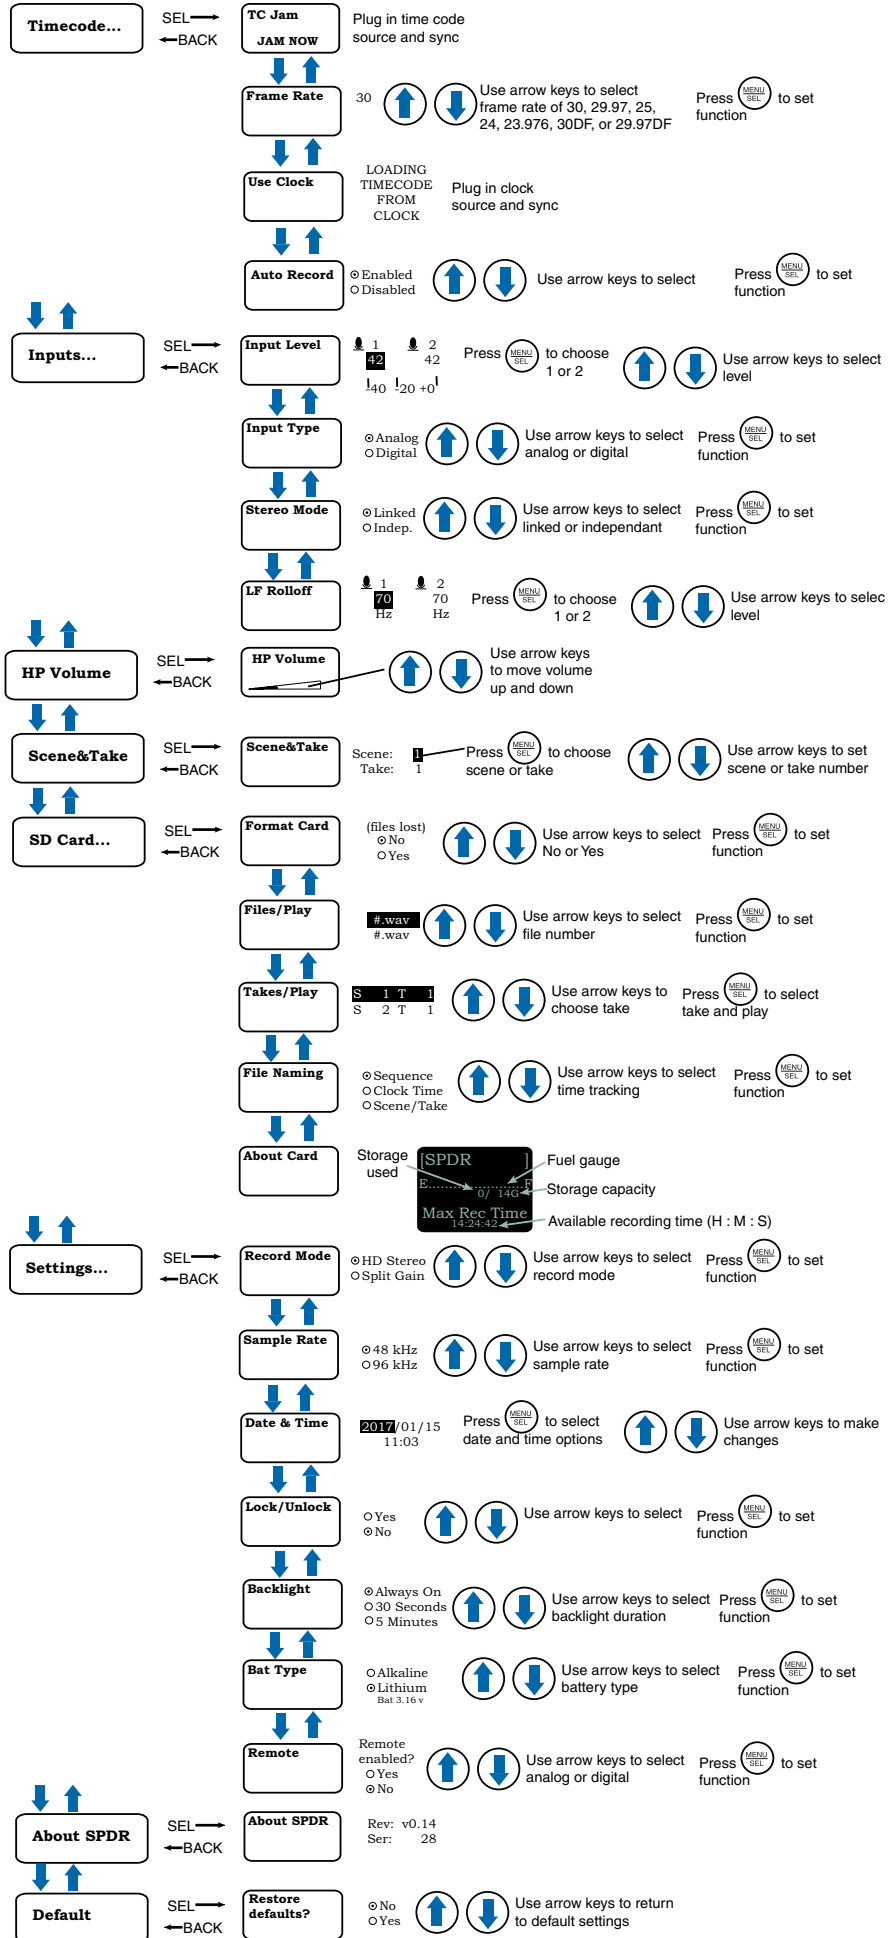 Timecode...
SEL
BACK
TC Jam
JAM NOW
Plug in time code
source and sync
Frame Rate
30
Use arrow keys to select
frame rate of 30, 29.97, 25,
24, 23.976, 30DF, or 29.97DF
Press MENU SEL to set
function
Use Clock
LOADING
TIMECODE
FROM
CLOCK
Plug in clock
source and sync
Auto Record
Enabled
Disabled
Use arrow keys to select
Press MENU SEL to set
function
Inputs...
SEL
BACK
Input Level
1 2
42 42
-40 -20 +0
Press MENU SEL to choose
1 or 2
Use arrow keys to select
level
Input Type
Analog
Digital
Use arrow keys to select
analog or digital
Press MENU SEL to set
function
Stereo Mode
Linked
Indep.
Use arrow keys to select
linked or independant
Press MENU SEL to set
function
LF Rolloff
1 2
70 70
Hz Hz
Press MENU SEL to choose
1 or 2
Use arrow keys to selec
level
HP Volume
SEL
BACK
HP Volume
Use arrow keys
to move volume
up and down
Scene&Take
SEL
BACK
Scene&Take
Scene: 1
Take: 1
Press MENU SEL to choose
scene or take
Use arrow keys to set
scene or take number
SD Card...
SEL
BACK
Format Card
(files lost)
No
Yes
Use arrow keys to select
No or Yes
Press MENU SEL to set
function
Files/Play
#.wav
#.wav
Use arrow keys to select
file number
Press MENU SEL to set
function
Takes/Play
S 1 T 1
S 2 T 1
Use arrow keys to
choose take
Press MENU SEL to select
take and play
File Naming
Sequence
Clock Time
Scene/Take
Use arrow keys to select
time tracking
Press MENU SEL to set
function
About Card
Storage
used
[SPDR ]
E..................F
0/ 14G
Max Rec Time
14:24:42
Fuel gauge
Storage capacity
Available recording time (H : M : S)
Settings...
SEL
BACK
Record Mode
HD Stereo
Split Gain
Use arrow keys to select
record mode
Press MENU SEL to set
function
Sample Rate
48 kHz
96 kHz
Use arrow keys to select
sample rate
Press MENU SEL to set
function
Date & Time
2017/01/15
11:03
Press MENU SEL to select
date and time options
Use arrow keys to make
changes
Lock/Unlock
Yes
No
Use arrow keys to select
Press MENU SEL to set
function
Backlight
Always On
30 Seconds
5 Minutes
Use arrow keys to select
backlight duration
Press MENU SEL to set
function
Bat Type
Alkaline
Lithium
Bat 3.16 v
Use arrow keys to select
battery type
Press MENU SEL to set
function
Remote
Remote
enabled?
Yes
No
Use arrow keys to select
analog or digital
Press MENU SEL to set
function
About SPDR
SEL
BACK
About SPDR
Rev: v0.14
Ser: 28
Default
SEL
BACK
Restore
defaults?
No
Yes
Use arrow keys to return
to default settings